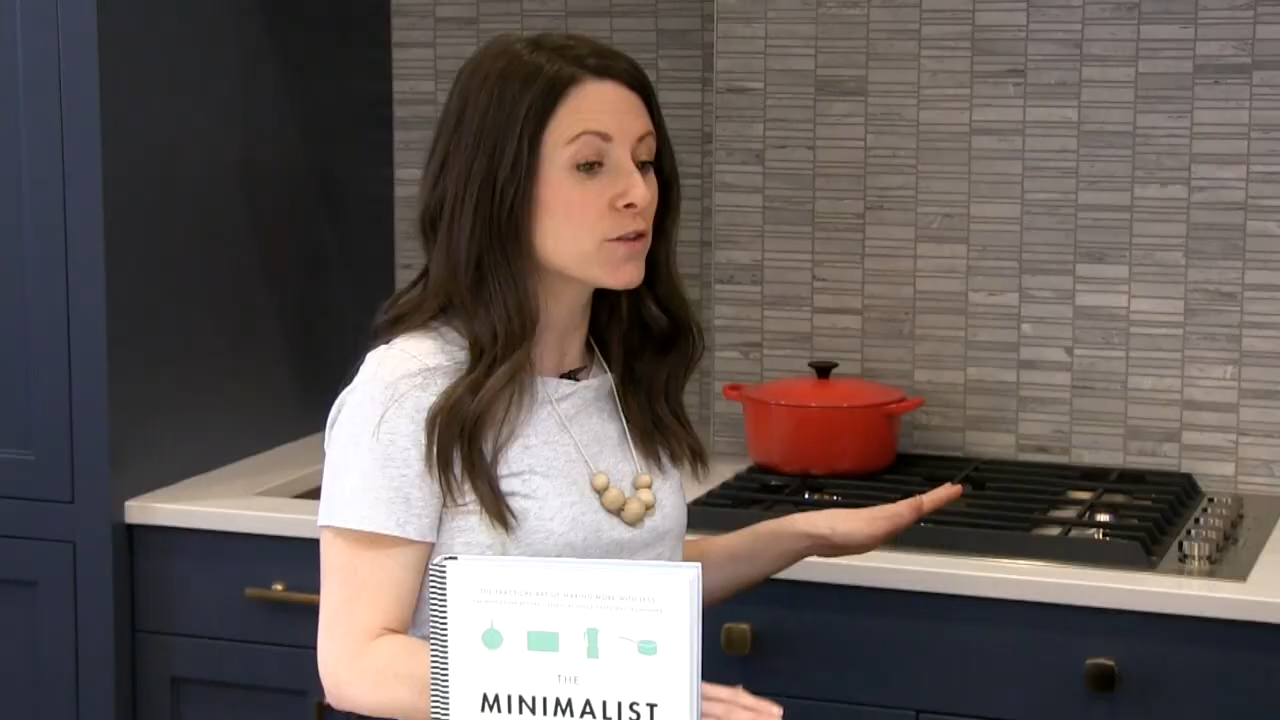 THE PRACTICAL ART OF MAKING MORE WITH LESS
THE
MINIMALIST